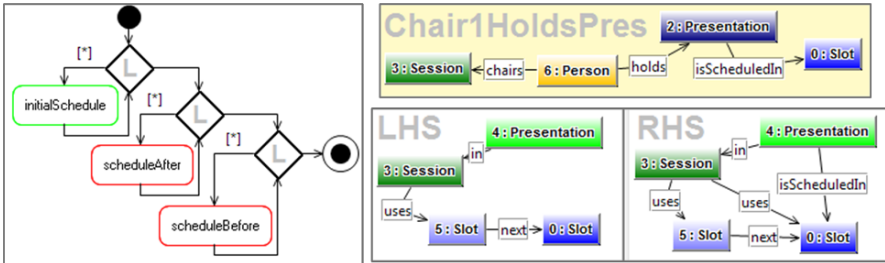 [*]
L
initialSchedule
[*]
L
scheduleAfter
[*]
L
scheduleBefore
Chair1HoldsPres
2 : Presentation
3 : Session
chairs
6 : Person
holds
isScheduledIn
0 : Slot
LHS
4 : Presentation
in
3 : Session
uses
5 : Slot
next
0 : Slot
RHS
4 : Presentation
in
3 : Session
isScheduledIn
uses
uses
5 : Slot
next
0 : Slot